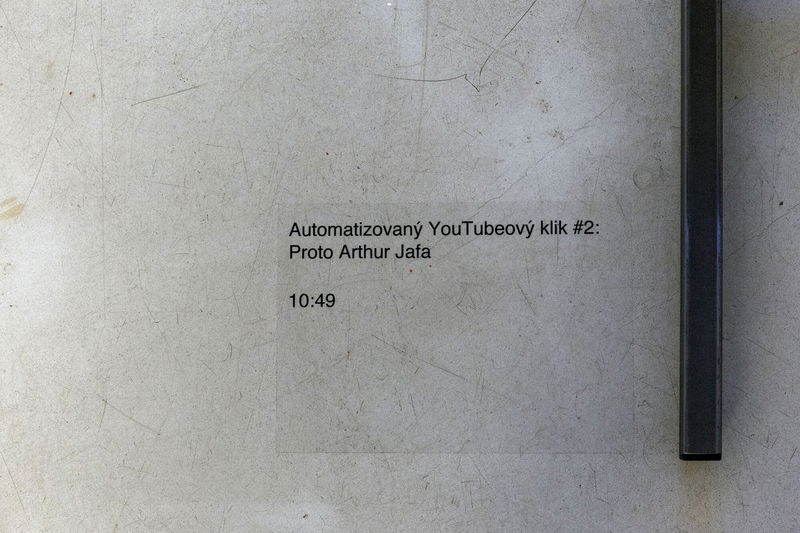 Automatizovaný YouTubeový klik #2:
Proto Arthur Jafa
10:49